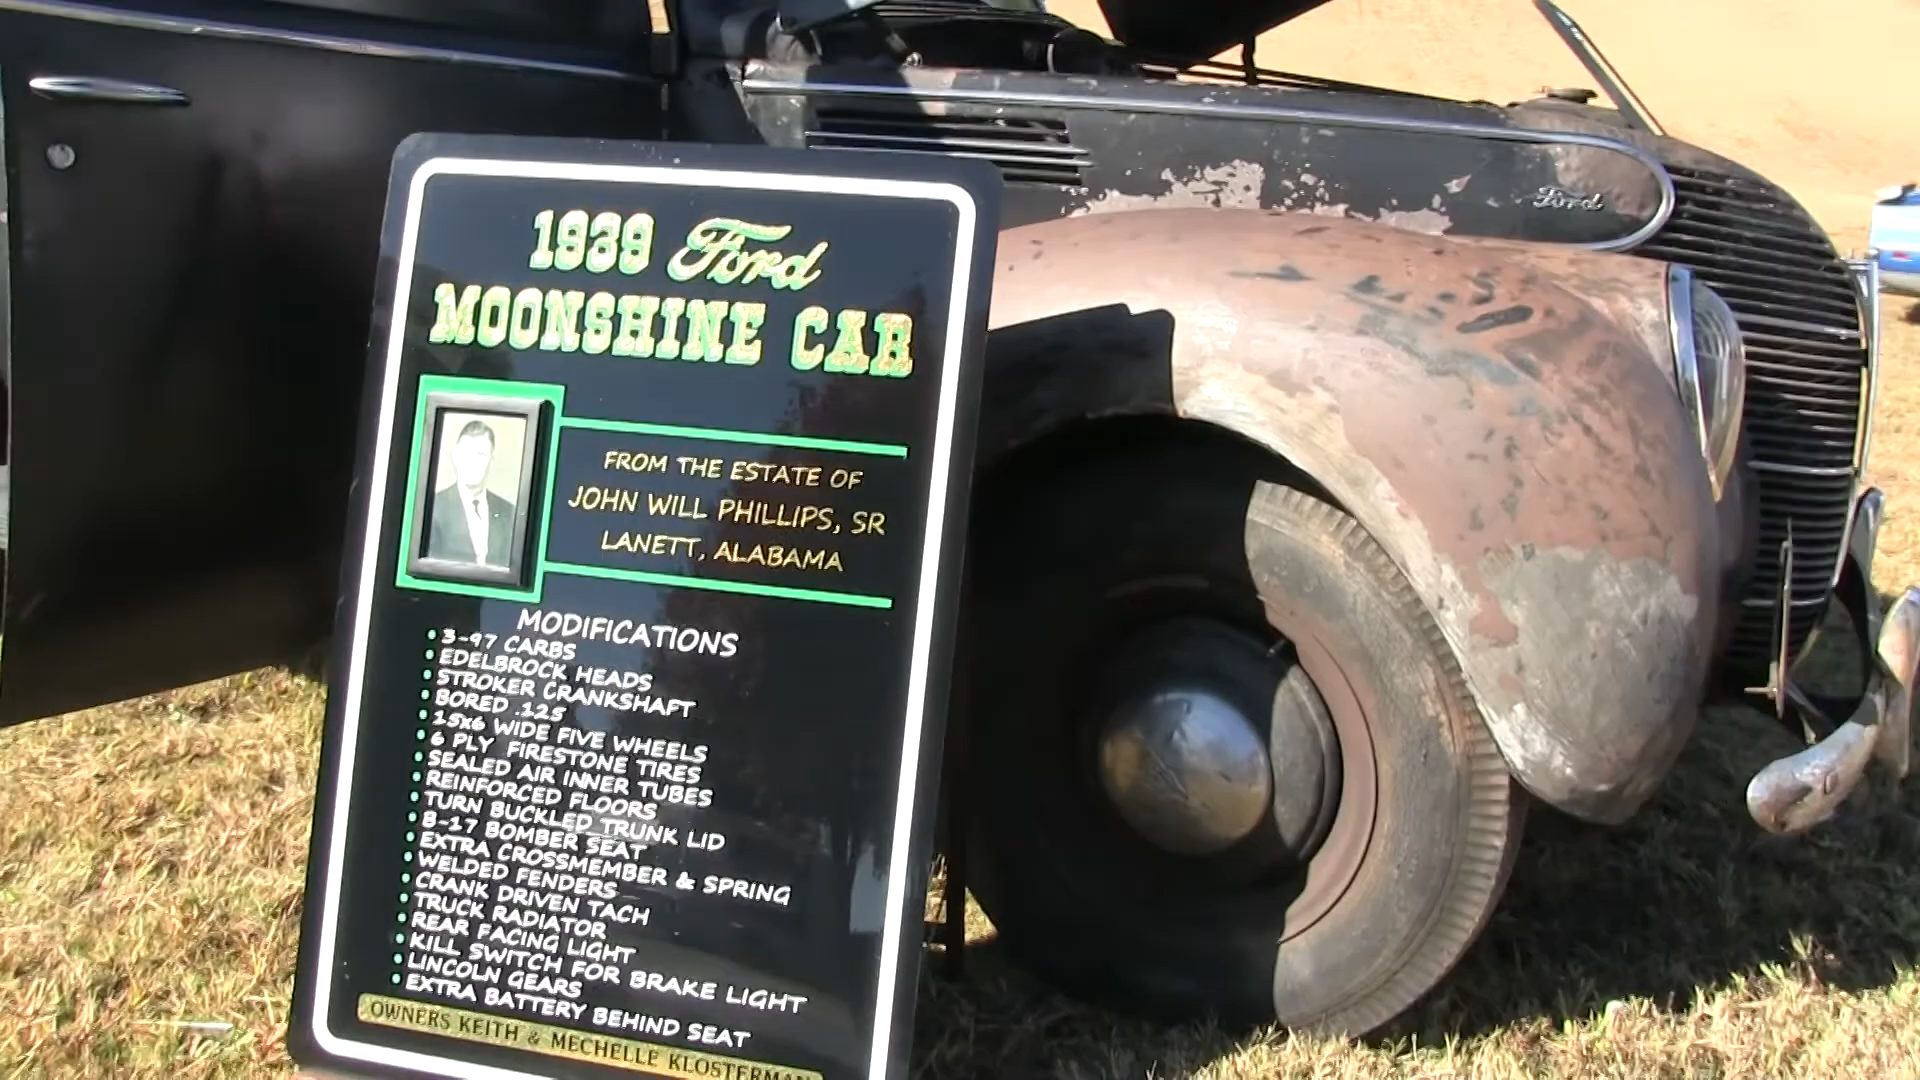 1939 Ford
MOONSHINE CAR
FROM THE ESTATE OF
JOHN WILL PHILLIPS, SR
LANETT, ALABAMA
MODIFICATIONS
• 3-97 CARBS
• EDELBROCK HEADS
• STROKER CRANKSHAFT
• BORED .125
• 15x6 WIDE FIVE WHEELS
• 6 PLY FIRESTONE TIRES
• SEALED AIR INNER TUBES
• REINFORCED FLOORS
• TURN BUCKLED TRUNK LID
• B-17 BOMBER SEAT
• EXTRA CROSSMEMBER & SPRING
• WELDED FENDERS
• CRANK DRIVEN TACH
• TRUCK RADIATOR
• REAR FACING LIGHT
• KILL SWITCH FOR BRAKE LIGHT
• LINCOLN GEARS
• EXTRA BATTERY BEHIND SEAT
OWNERS KEITH & MECHELLE KLOSTERMAN
Ford